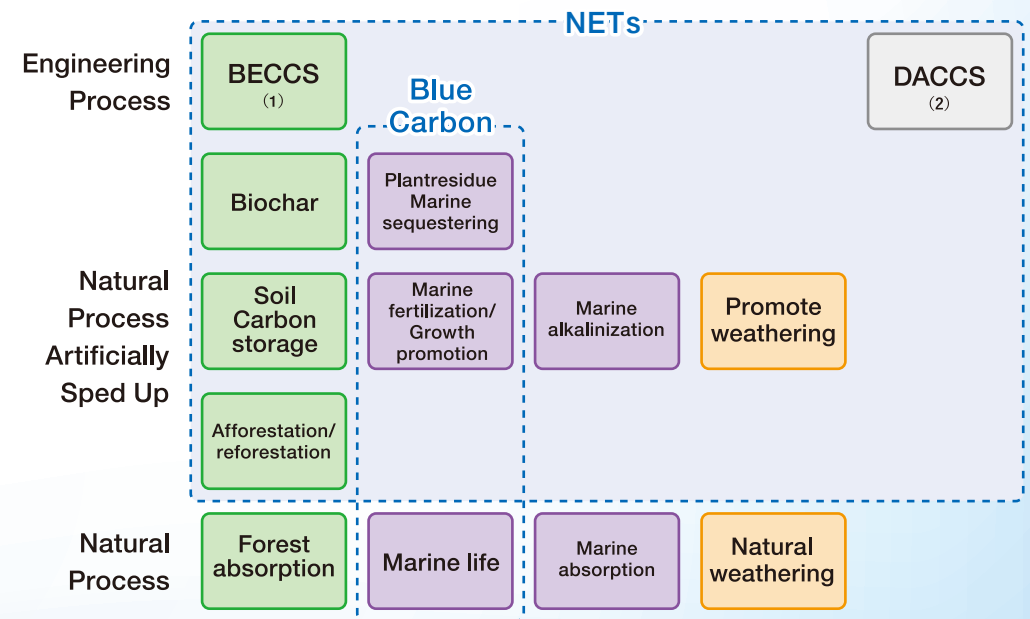 NETs
Engineering
Process
BECCS
(1)
DACCS
(2)
Blue
Carbon
Biochar
Plantresidue
Marine
sequestering
Natural
Process
Artificially
Sped Up
Soil
Carbon
storage
Marine
fertilization/
Growth
promotion
Marine
alkalinization
Promote
weathering
Afforestation/
reforestation
Natural
Process
Forest
absorption
Marine life
Marine
absorption
Natural
weathering